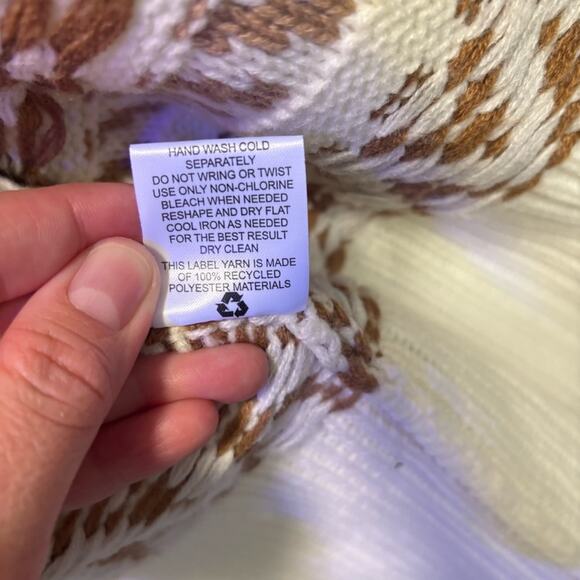 HAND WASH COLD
SEPARATELY
DO NOT WRING OR TWIST
USE ONLY NON-CHLORINE
BLEACH WHEN NEEDED
RESHAPE AND DRY FLAT
COOL IRON AS NEEDED
FOR THE BEST RESULT
DRY CLEAN
THIS LABEL YARN IS MADE
OF 100% RECYCLED
POLYESTER MATERIALS